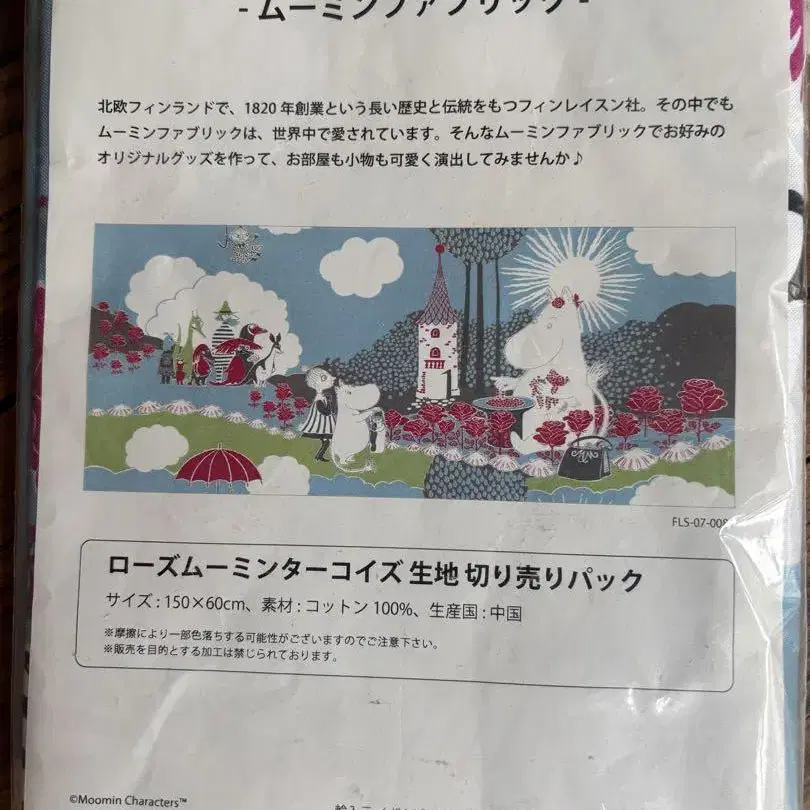 - ムーミンファブリック -
北欧フィンランドで、1820 年創業という長い歴史と伝統をもつフィンレイスン社。その中でも
ムーミンファブリックは、世界中で愛されています。そんなムーミンファブリックでお好みの
オリジナルグッズを作って、お部屋も小物も可愛く演出してみませんか♪
FLS-07-008
ローズムーミンターコイズ 生地 切り売りパック
サイズ : 150×60cm、素材 : コットン 100%、生産国 : 中国
※摩擦により一部色落ちする可能性がございますのでご注意下さい。
※販売を目的とする加工は禁じられております。
©Moomin Characters™